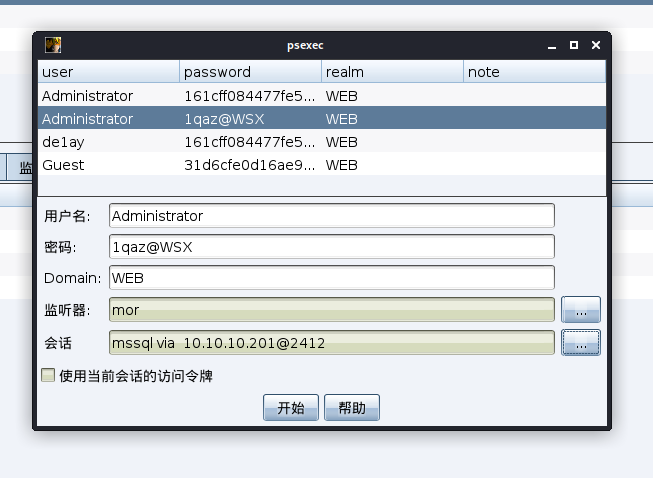 psexec
user password realm note
Administrator 161cff084477fe5... WEB
Administrator 1qaz@WSX WEB
de1ay 161cff084477fe5... WEB
Guest 31d6cfe0d16ae9... WEB
监
用户名: Administrator
密码: 1qaz@WSX
Domain: WEB
监听器: mor ...
会话 mssql via 10.10.10.201@2412 ...
使用当前会话的访问令牌
开始 帮助